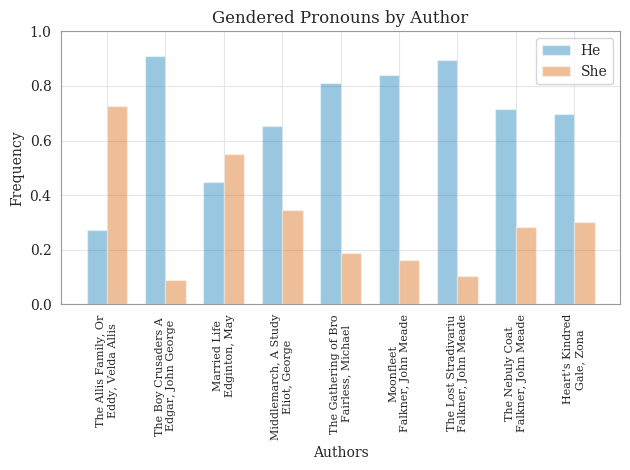 Gendered Pronouns by Author
He
She
1.0
0.8
0.6
0.4
0.2
0.0
Frequency
The Allis Family, Or
Eddy, Velda Allis
The Boy Crusaders A
Edgar, John George
Married Life
Edginton, May
Middlemarch, A Study
Eliot, George
The Gathering of Bro
Fairless, Michael
Moonfleet
Falkner, John Meade
The Lost Stradivariu
Falkner, John Meade
The Nebuly Coat
Falkner, John Meade
Heart's Kindred
Gale, Zona
Authors